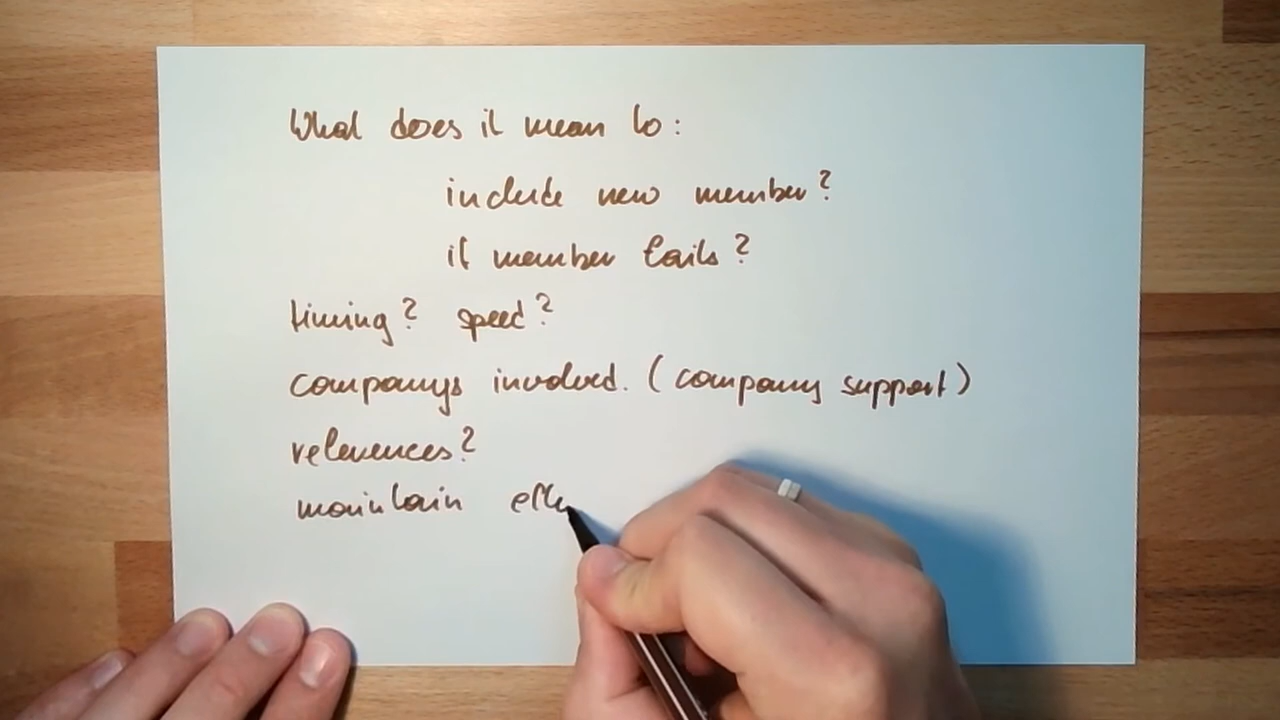 What does it mean to:
include new member?
if member fails?
timing? speed?
companys involved. (company support)
references?
maintain